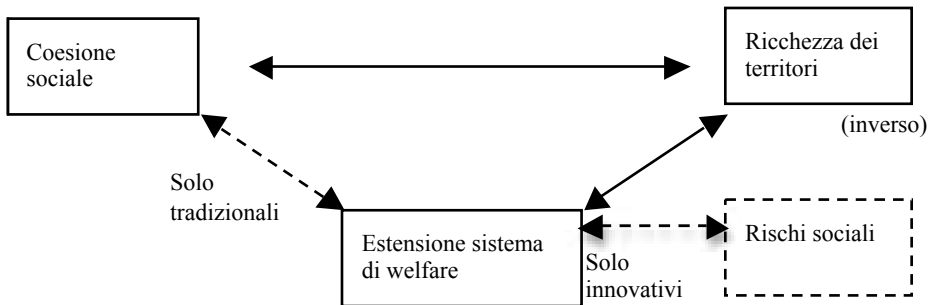 Coesione
sociale
Ricchezza dei
territori
(inverso)
Solo
tradizionali
Estensione sistema
di welfare
Solo
innovativi
Rischi sociali